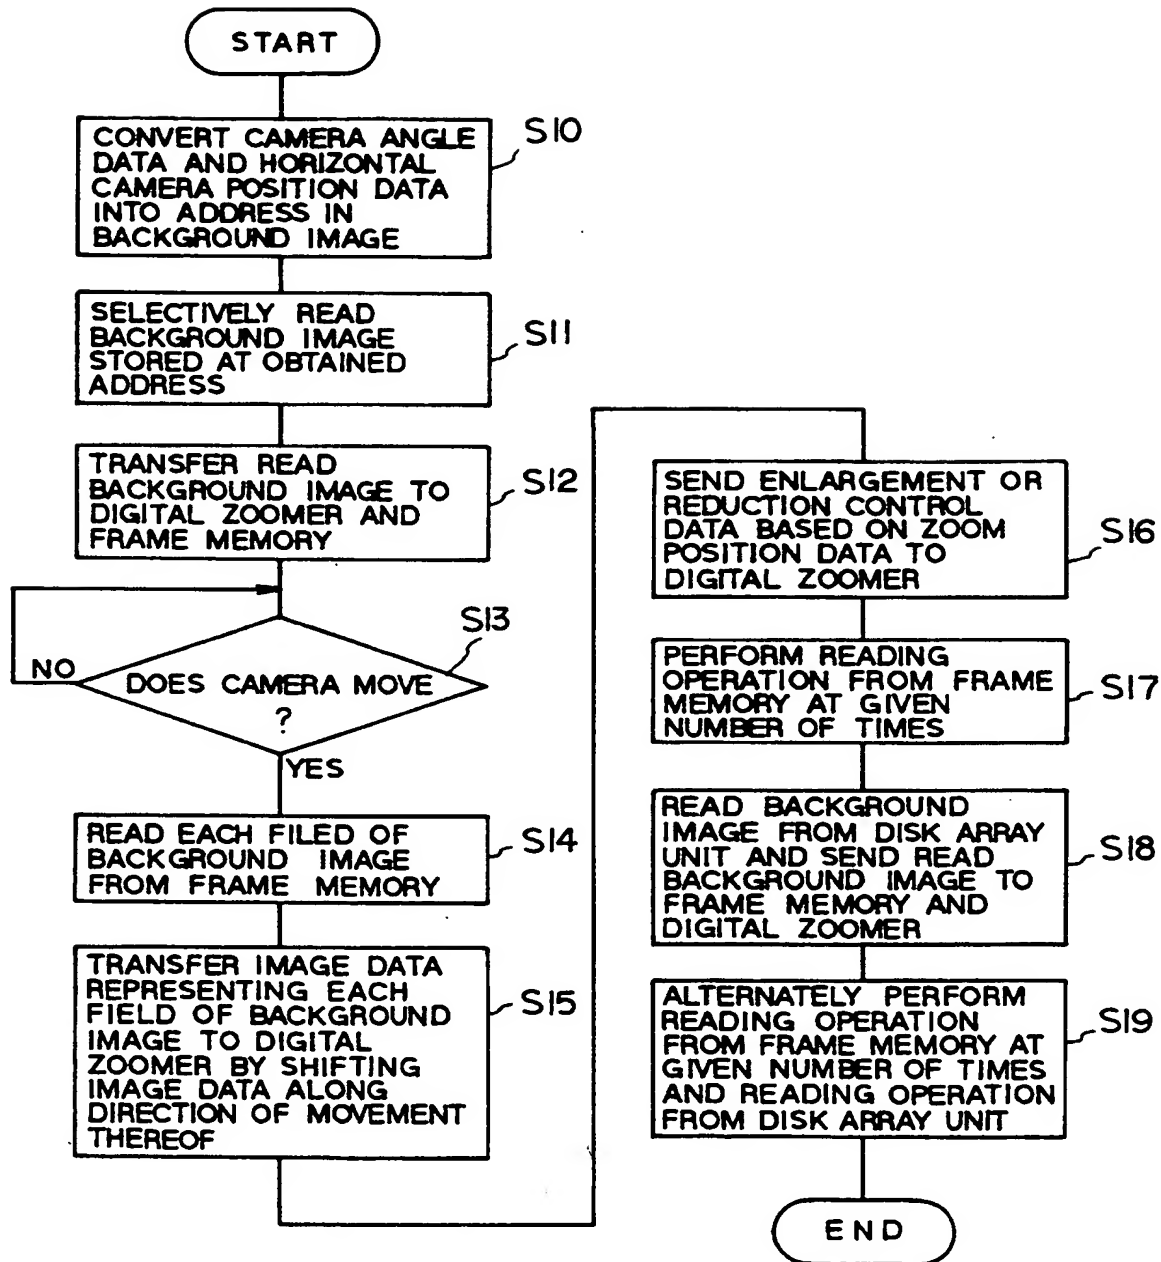 START
CONVERT CAMERA ANGLE
DATA AND HORIZONTAL
CAMERA POSITION DATA
INTO ADDRESS IN
BACKGROUND IMAGE
S10
SELECTIVELY READ
BACKGROUND IMAGE
STORED AT OBTAINED
ADDRESS
S11
TRANSFER READ
BACKGROUND IMAGE TO
DIGITAL ZOOMER AND
FRAME MEMORY
S12
S13
NO
DOES CAMERA MOVE
?
YES
READ EACH FILED OF
BACKGROUND IMAGE
FROM FRAME MEMORY
S14
TRANSFER IMAGE DATA
REPRESENTING EACH
FIELD OF BACKGROUND
IMAGE TO DIGITAL
ZOOMER BY SHIFTING
IMAGE DATA ALONG
DIRECTION OF MOVEMENT
THEREOF
S15
SEND ENLARGEMENT OR
REDUCTION CONTROL
DATA BASED ON ZOOM
POSITION DATA TO
DIGITAL ZOOMER
S16
PERFORM READING
OPERATION FROM FRAME
MEMORY AT GIVEN
NUMBER OF TIMES
S17
READ BACKGROUND
IMAGE FROM DISK ARRAY
UNIT AND SEND READ
BACKGROUND IMAGE TO
FRAME MEMORY AND
DIGITAL ZOOMER
S18
ALTERNATELY PERFORM
READING OPERATION
FROM FRAME MEMORY AT
GIVEN NUMBER OF TIMES
AND READING OPERATION
FROM DISK ARRAY UNIT
S19
END